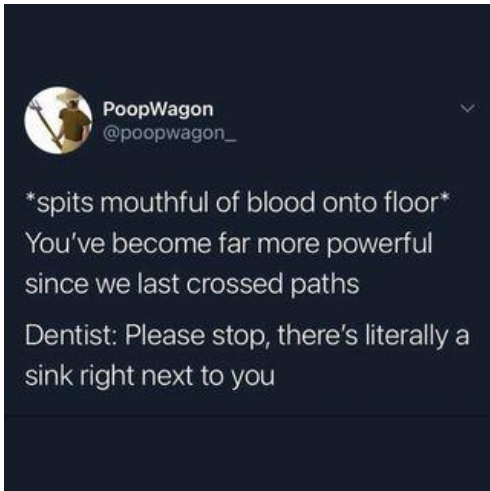 PoopWagon
@poopwagon_
*spits mouthful of blood onto floor*
You've become far more powerful
since we last crossed paths
Dentist: Please stop, there's literally a
sink right next to you